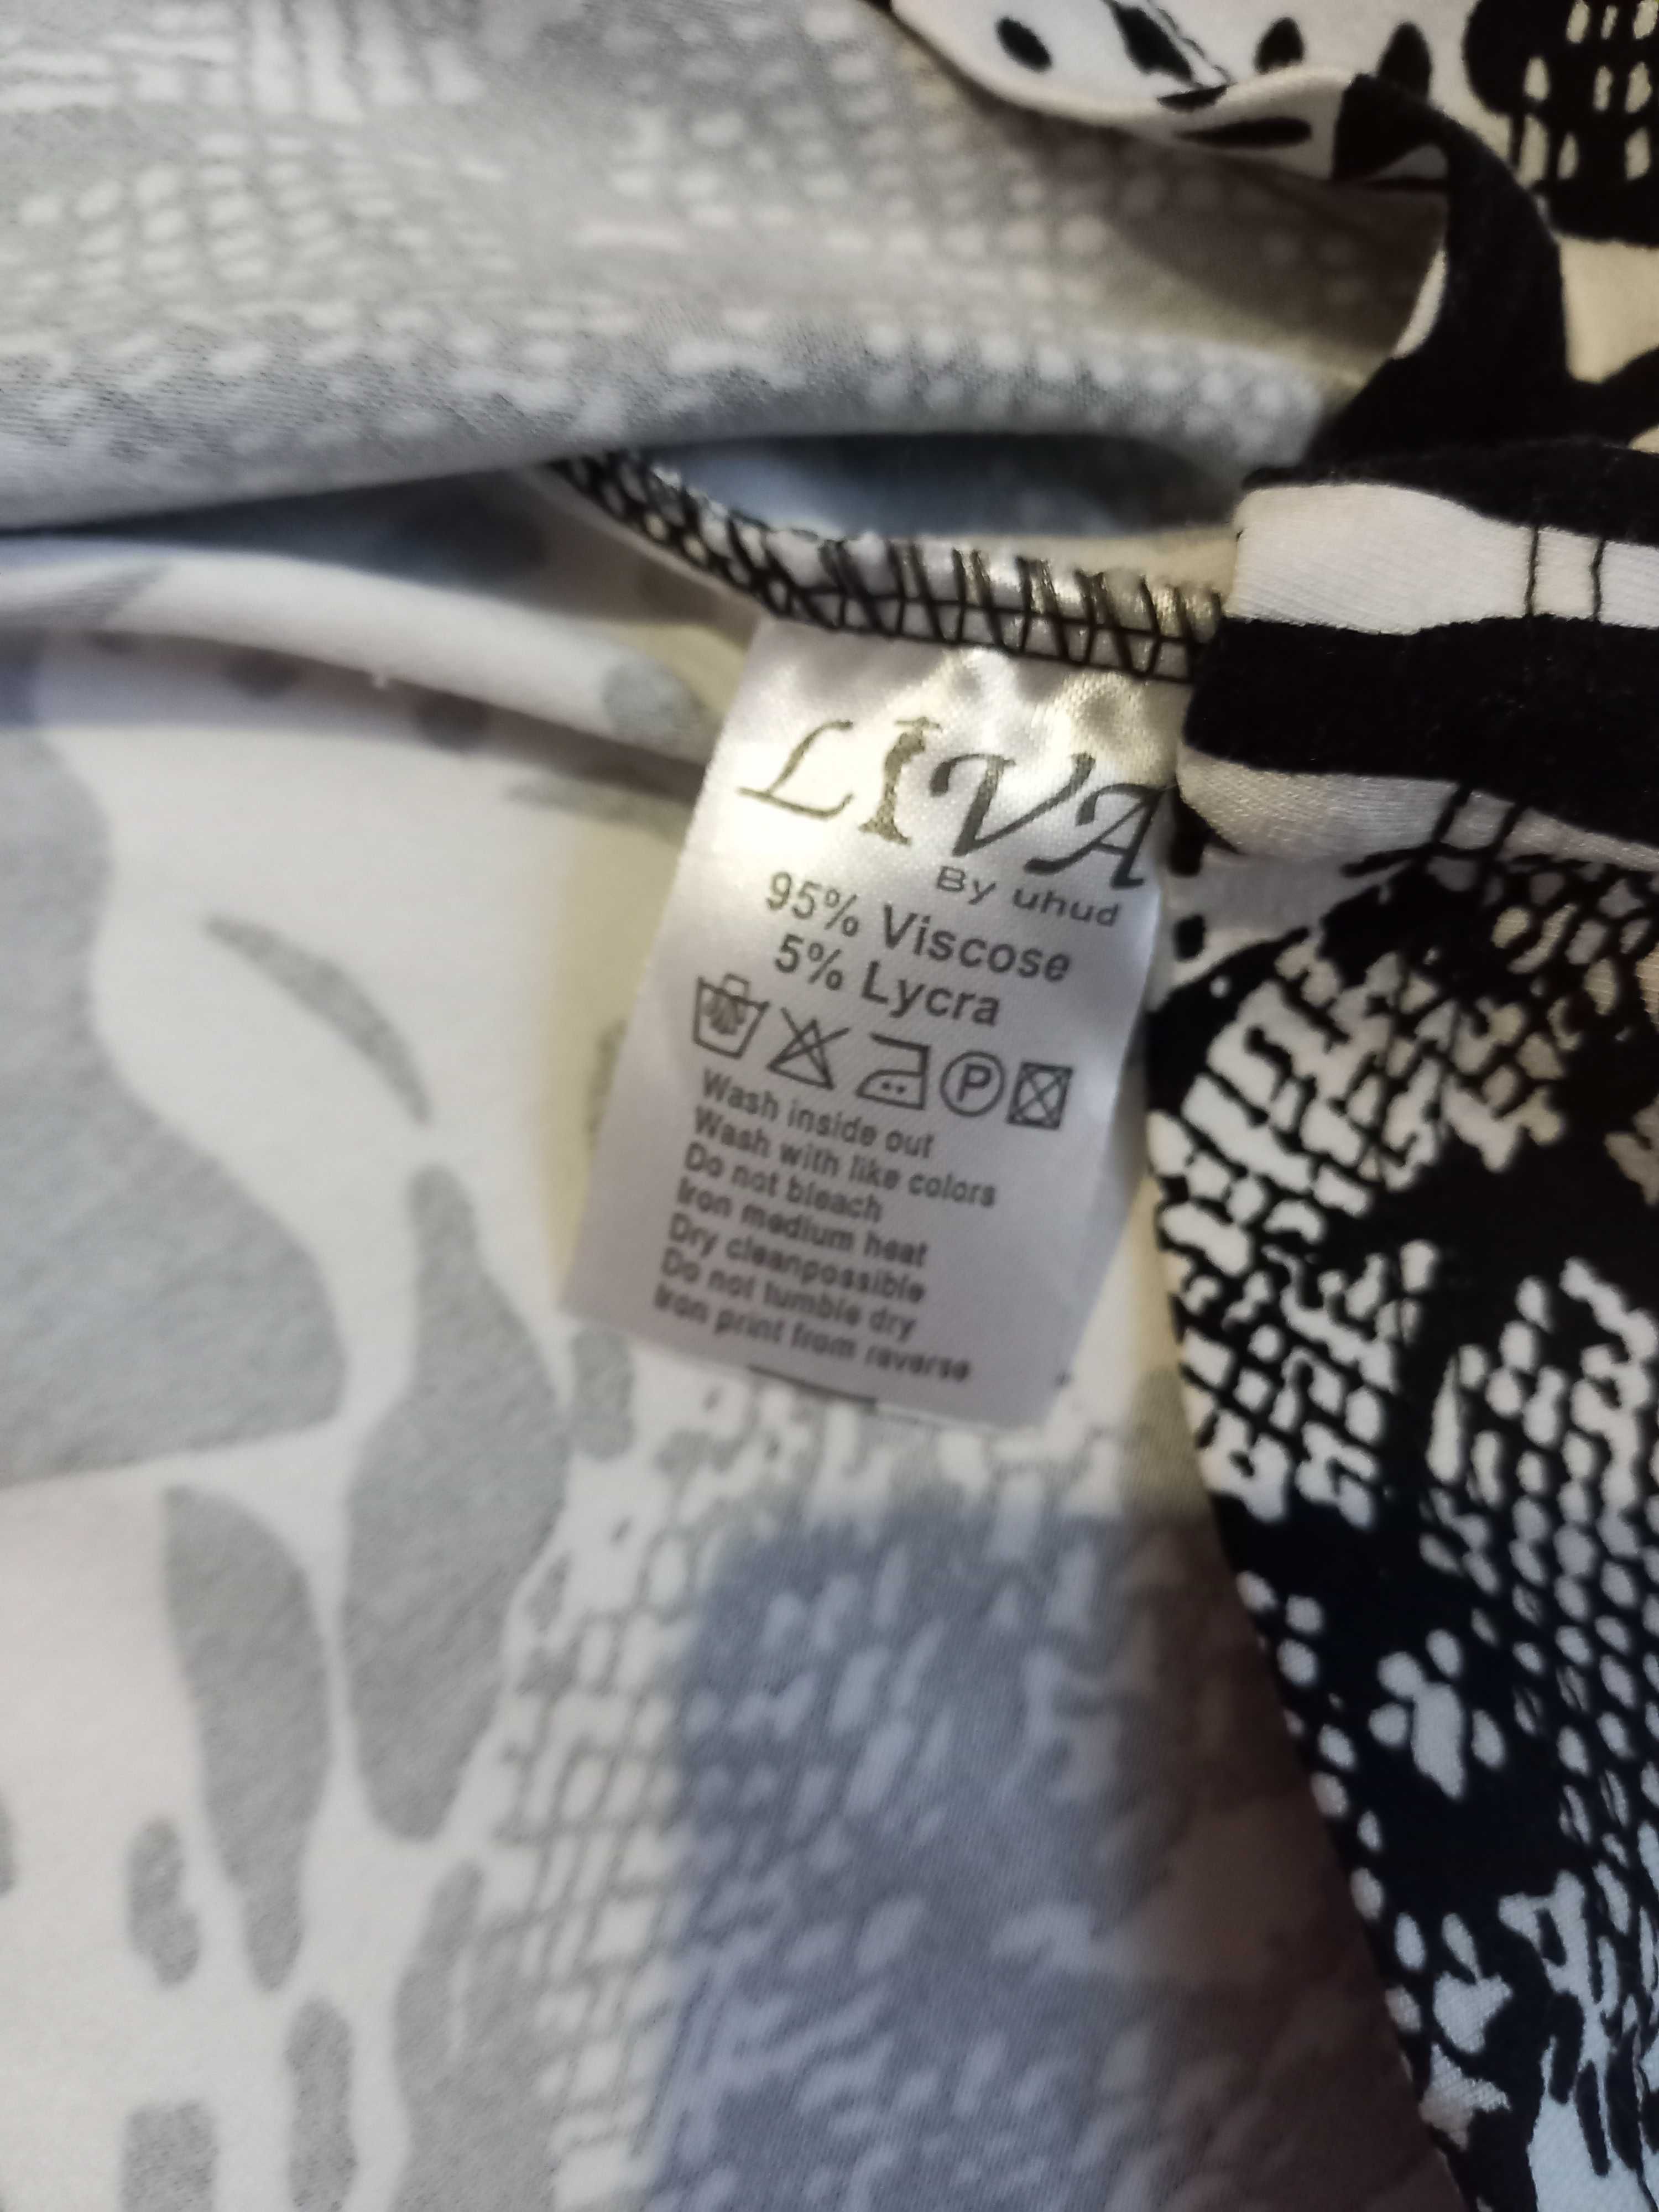 LIVA
By uhud
95% Viscose
5% Lycra
P
Wash inside out
Wash with like colors
Do not bleach
Iron medium heat
Dry cleanpossible
Do not tumble dry
Iron print from reverse